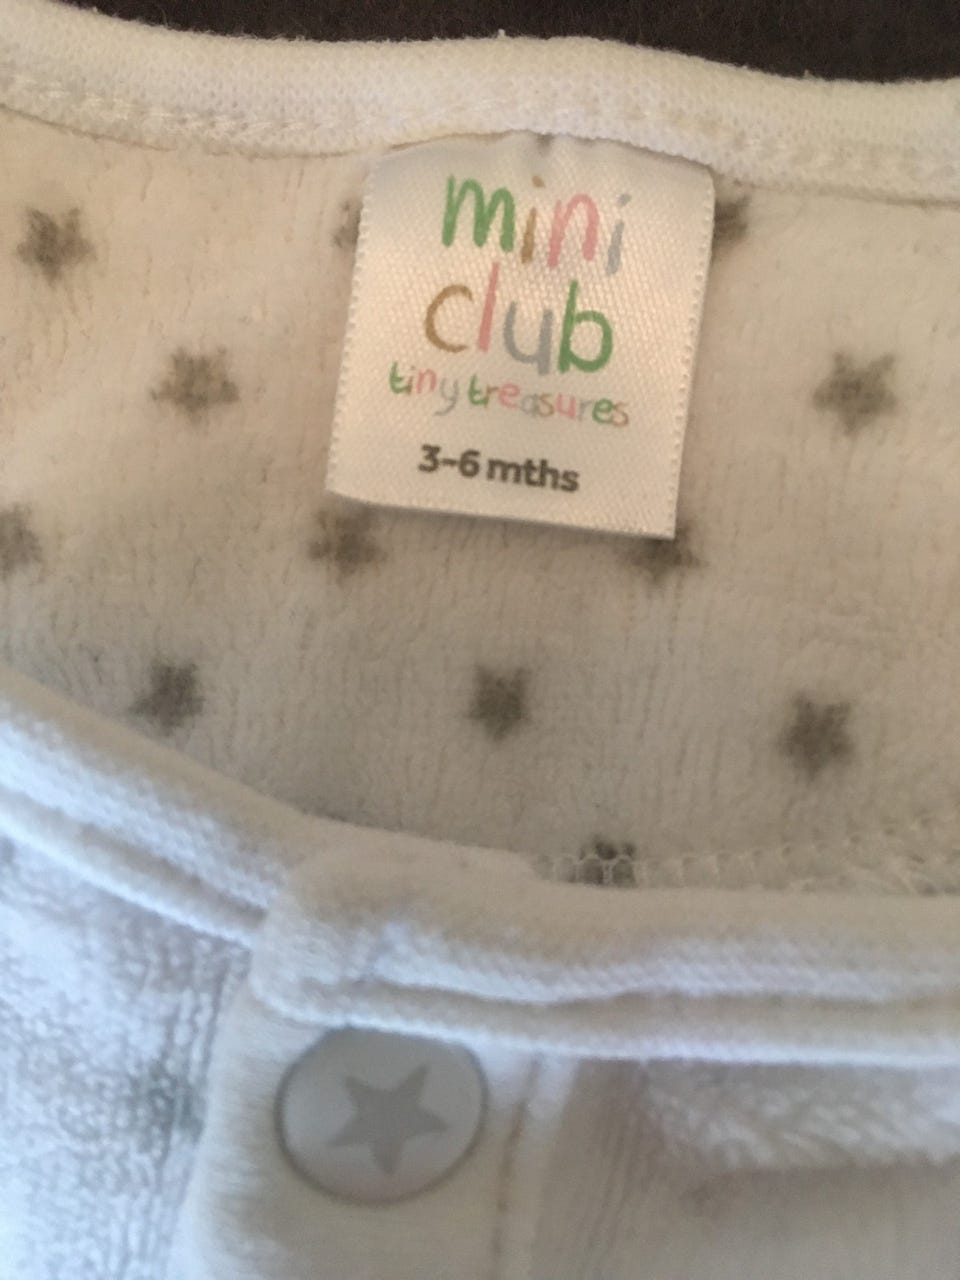 mini
club
tiny treasures
3-6 mths